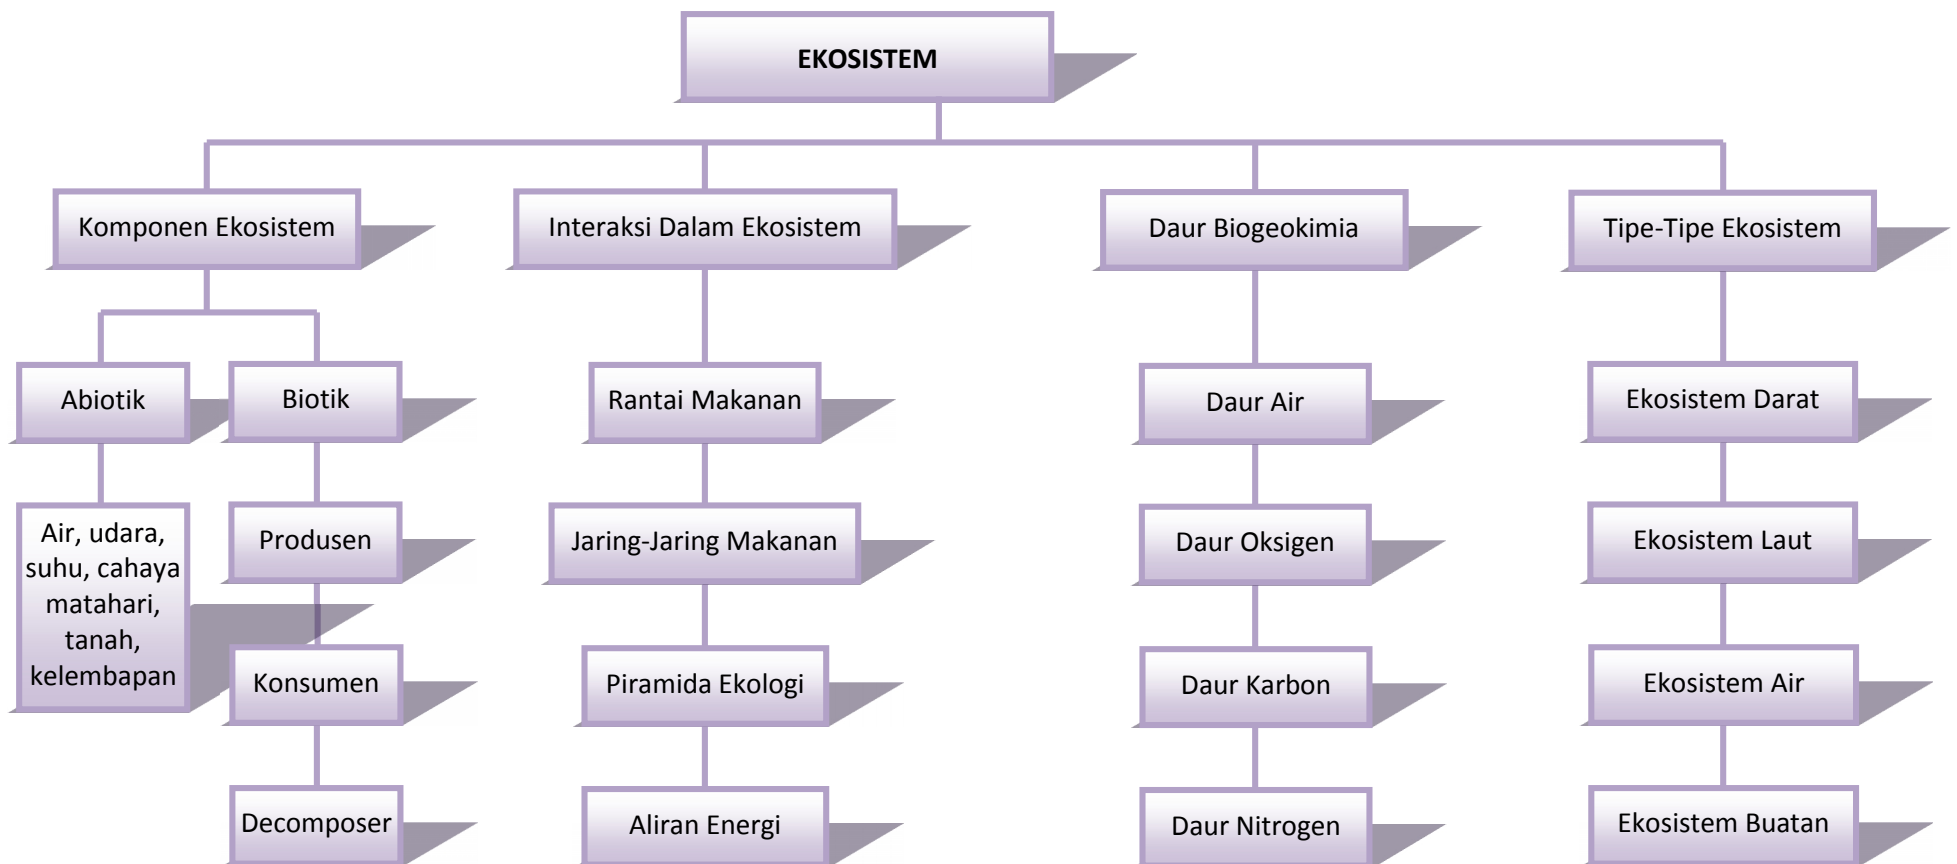 EKOSISTEM
Komponen Ekosistem
Interaksi Dalam Ekosistem
Daur Biogeokimia
Tipe-Tipe Ekosistem
Abiotik
Biotik
Rantai Makanan
Daur Air
Ekosistem Darat
Air, udara,
suhu, cahaya
matahari,
tanah,
kelembapan
Produsen
Jaring-Jaring Makanan
Daur Oksigen
Ekosistem Laut
Konsumen
Piramida Ekologi
Daur Karbon
Ekosistem Air
Decomposer
Aliran Energi
Daur Nitrogen
Ekosistem Buatan